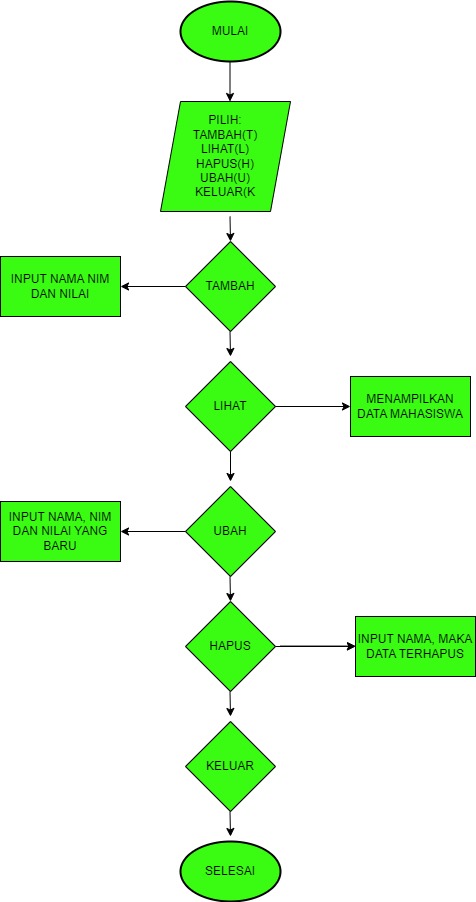 MULAI
PILIH:
TAMBAH(T)
LIHAT(L)
HAPUS(H)
UBAH(U)
KELUAR(K
TAMBAH
INPUT NAMA NIM
DAN NILAI
LIHAT
MENAMPILKAN
DATA MAHASISWA
UBAH
INPUT NAMA, NIM
DAN NILAI YANG
BARU
HAPUS
INPUT NAMA, MAKA
DATA TERHAPUS
KELUAR
SELESAI